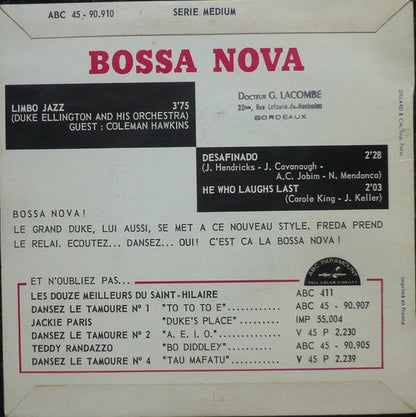 ABC 45 - 90.910 SERIE MEDIUM
BOSSA NOVA
DOCTEUR G. LACOMBE
BORDEAUX
LIMBO JAZZ 3'75
(DUKE ELLINGTON AND HIS ORCHESTRA)
GUEST : COLEMAN HAWKINS
DESAFINADO 2'28
(J. Hendricks - J. Cavanaugh -
A.C. Jobim - N. Mendonca)
HE WHO LAUGHS LAST 2'03
(Carole King - J. Keller)
BOSSA NOVA !
LE GRAND DUKE, LUI AUSSI, SE MET A CE NOUVEAU STYLE. FREDA PREND
LE RELAI. ECOUTEZ... DANSEZ... OUI! C'EST CA LA BOSSA NOVA !
ET N'OUBLIEZ PAS...
ABC-PARAMOUNT
FULL COLOR FIDELITY
LES DOUZE MEILLEURS DU SAINT-HILAIRE ABC 411
DANSEZ LE TAMOURE N° 1 "TO TO TO E" ABC 45 - 90.907
JACKIE PARIS "DUKE'S PLACE" IMP 55.004
DANSEZ LE TAMOURE N° 2 "A. E. I. O." V 45 P 2.230
TEDDY RANDAZZO "BO DIDDLEY" ABC 45 - 90.905
DANSEZ LE TAMOURE N° 4 "TAU MAFATU" V 45 P 2.239
DILLARD & Cie, Imp. Paris
Imprimé en France